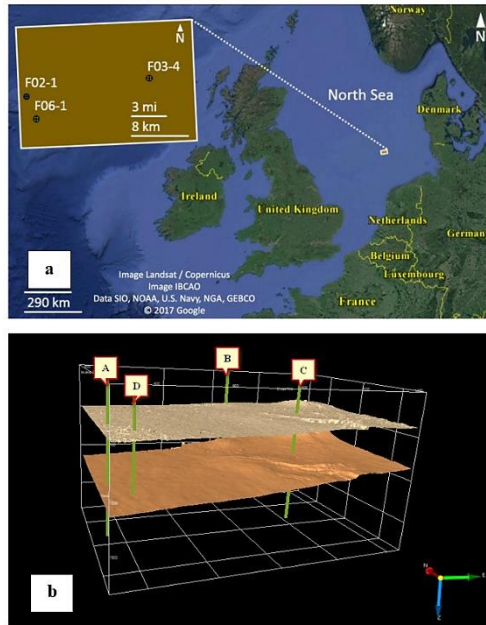 N
F03-4
F02-1
F06-1
3 mi
8 km
N
Norway
North Sea
Denmark
Ireland
United Kingdom
Netherlands
German
Belgium
Luxembourg
France
a
290 km
Image Landsat / Copernicus
Image IBCAO
Data SIO, NOAA, U.S. Navy, NGA, GEBCO
© 2017 Google
A
D
B
C
N
E
Z
b